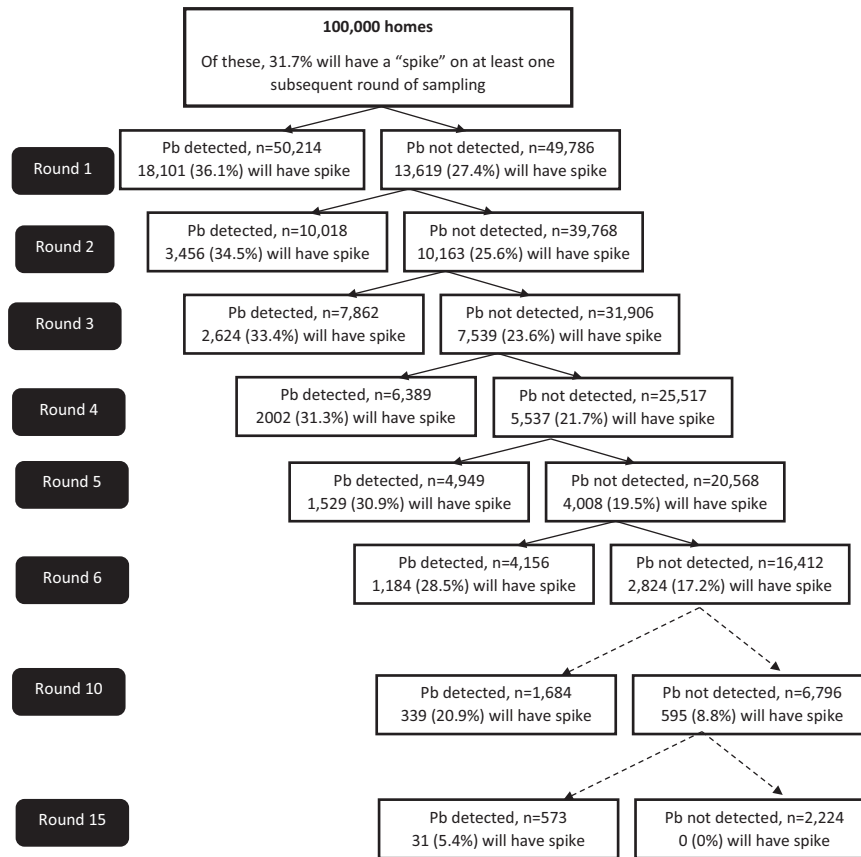 100,000 homes
Of these, 31.7% will have a “spike” on at least one
subsequent round of sampling
Round 1
Pb detected, n=50,214
18,101 (36.1%) will have spike
Pb not detected, n=49,786
13,619 (27.4%) will have spike
Round 2
Pb detected, n=10,018
3,456 (34.5%) will have spike
Pb not detected, n=39,768
10,163 (25.6%) will have spike
Round 3
Pb detected, n=7,862
2,624 (33.4%) will have spike
Pb not detected, n=31,906
7,539 (23.6%) will have spike
Round 4
Pb detected, n=6,389
2002 (31.3%) will have spike
Pb not detected, n=25,517
5,537 (21.7%) will have spike
Round 5
Pb detected, n=4,949
1,529 (30.9%) will have spike
Pb not detected, n=20,568
4,008 (19.5%) will have spike
Round 6
Pb detected, n=4,156
1,184 (28.5%) will have spike
Pb not detected, n=16,412
2,824 (17.2%) will have spike
Round 10
Pb detected, n=1,684
339 (20.9%) will have spike
Pb not detected, n=6,796
595 (8.8%) will have spike
Round 15
Pb detected, n=573
31 (5.4%) will have spike
Pb not detected, n=2,224
0 (0%) will have spike